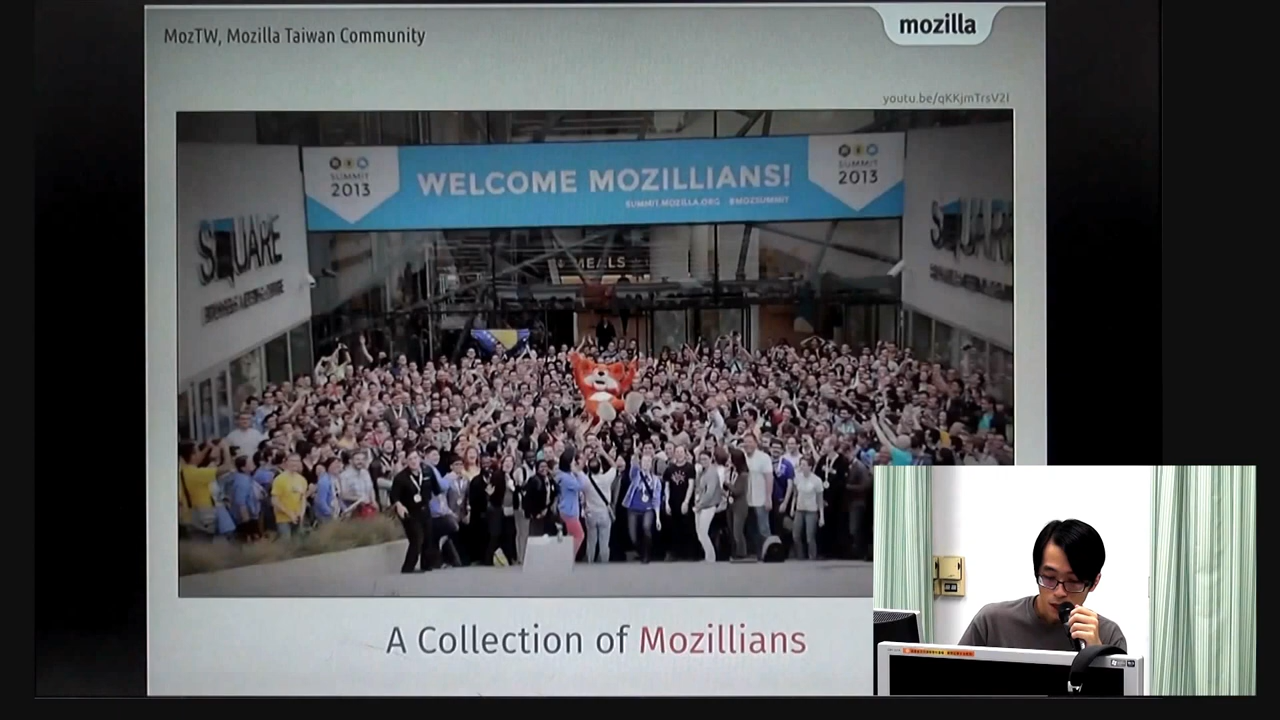 MozTW, Mozilla Taiwan Community
mozilla
youtu.be/qKKjmTrsV2I
SUMMIT
2013
WELCOME MOZILLIANS!
SUMMIT.MOZILLA.ORG #MOZSUMMIT
SUMMIT
2013
SQUARE
SQUARE
MEALS
A Collection of Mozillians